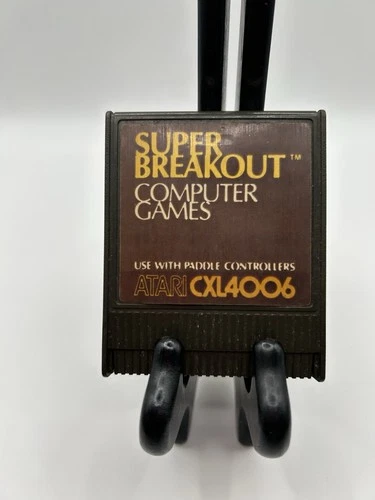 SUPER
BREAKOUT™
COMPUTER
GAMES
USE WITH PADDLE CONTROLLERS
ATARI CXL4006